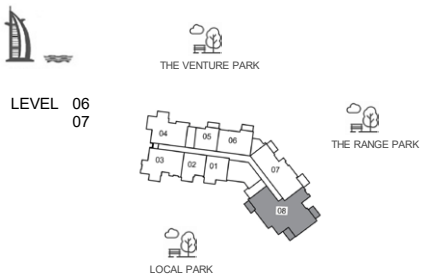 THE VENTURE PARK
LEVEL 06
07
THE RANGE PARK
04
05
06
03
02
01
07
08
LOCAL PARK